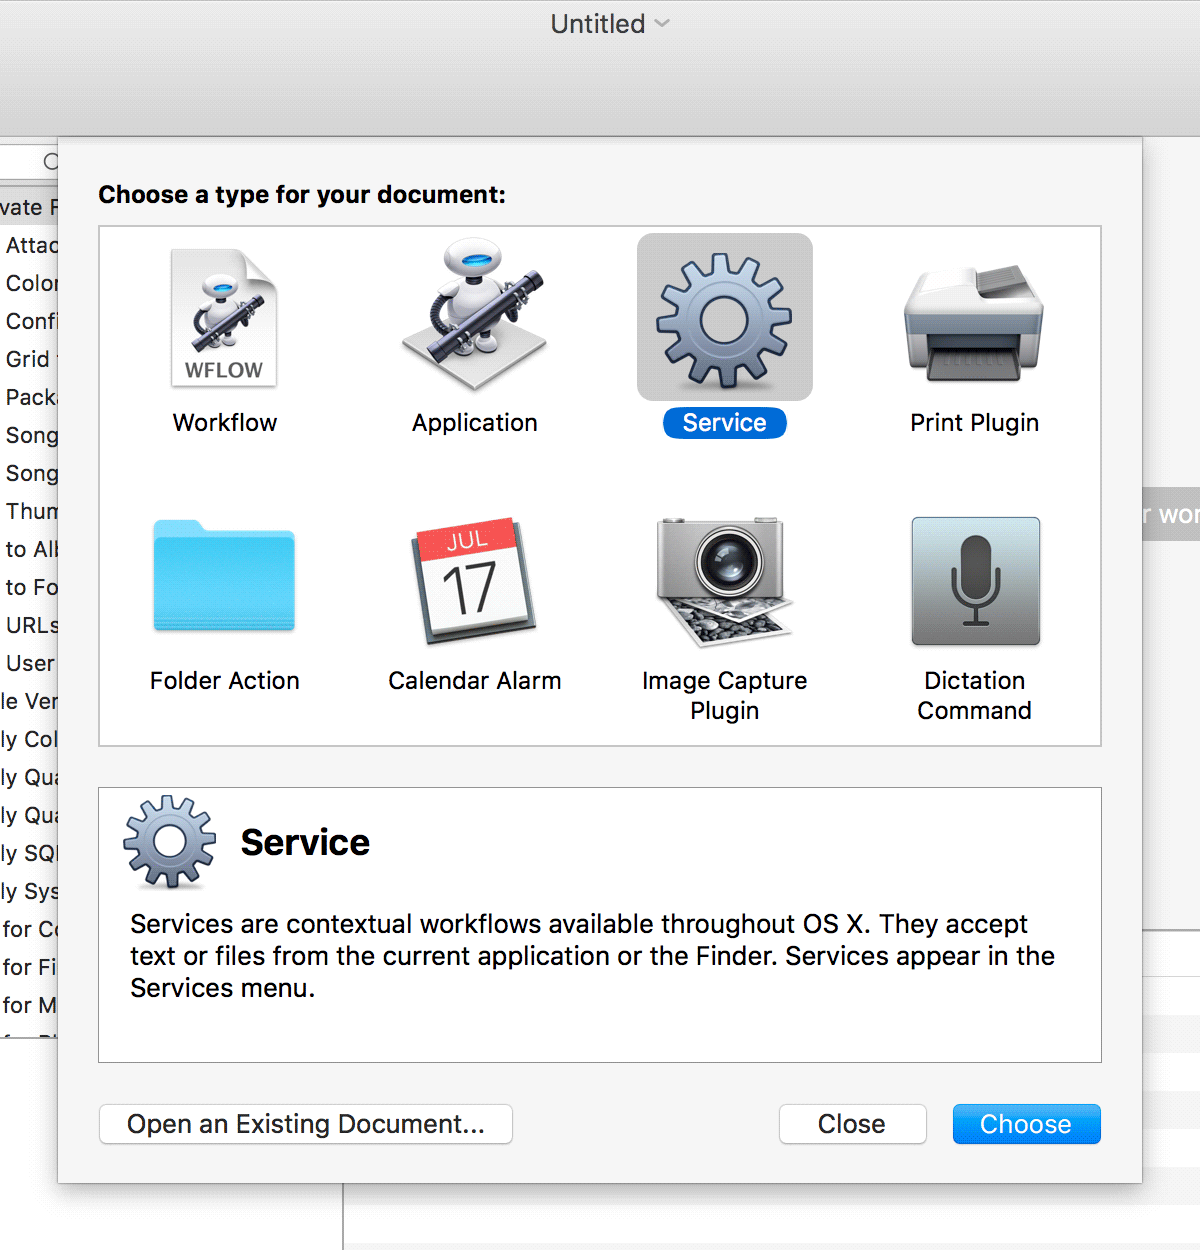 Untitled
Choose a type for your document:
vate
Attac
Color
Confi
Grid
Pack
Song
Song
Thum
to Alb
to Fo
URLs
User
le Ver
ly Col
ly Qua
ly Qua
ly SQL
ly Sys
for Co
for Fi
for M
WFLOW
Workflow
Application
Service
Print Plugin
JUL
17
Folder Action
Calendar Alarm
Image Capture
Plugin
Dictation
Command
r wor
Service
Services are contextual workflows available throughout OS X. They accept
text or files from the current application or the Finder. Services appear in the
Services menu.
Open an Existing Document...
Close
Choose